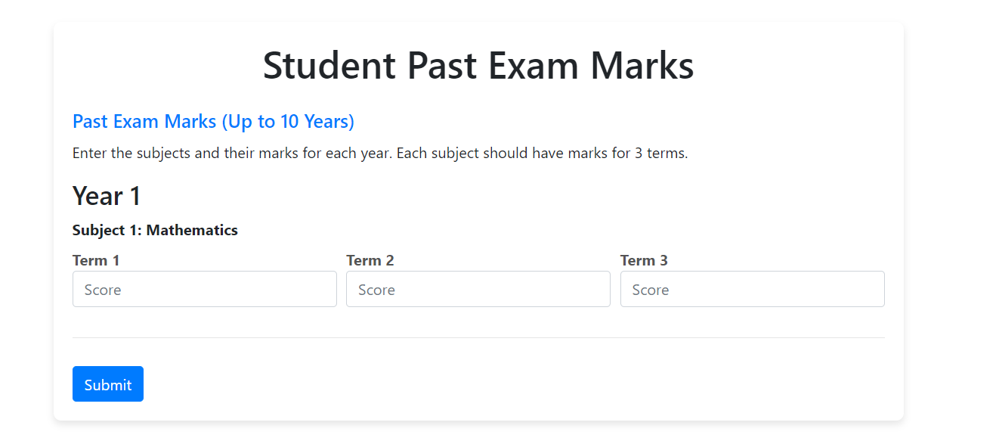 Student Past Exam Marks
Past Exam Marks (Up to 10 Years)
Enter the subjects and their marks for each year. Each subject should have marks for 3 terms.
Year 1
Subject 1: Mathematics
Term 1 Term 2 Term 3
Score Score Score
Submit